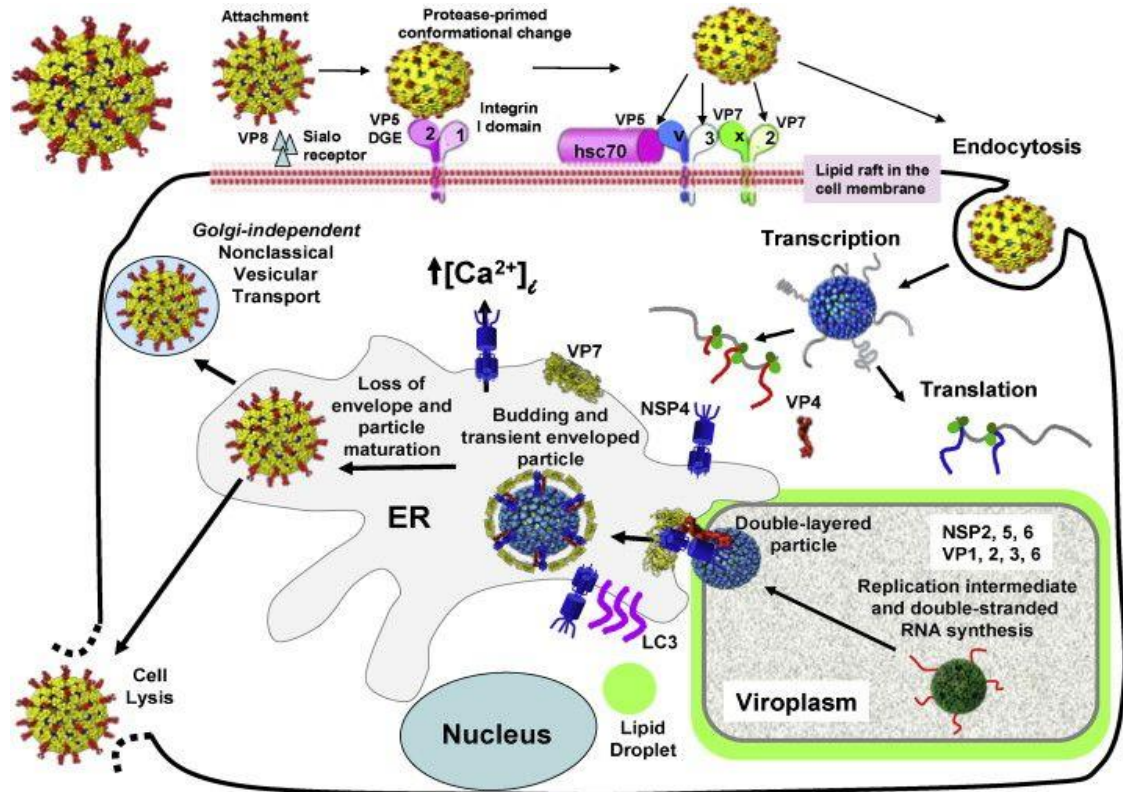 Attachment
Protease-primed
conformational change
VP8
Sialo
receptor
VP5
DGE
2
1
Integrin
I domain
VP5
hsc70
v
3
VP7
x
2
VP7
Lipid raft in the
cell membrane
Endocytosis
Golgi-independent
Nonclassical
Vesicular
Transport
[Ca2+]i
Transcription
VP7
Loss of
envelope and
particle
maturation
Budding and
transient enveloped
particle
NSP4
VP4
Translation
ER
Double-layered
particle
NSP2, 5, 6
VP1, 2, 3, 6
Replication intermediate
and double-stranded
RNA synthesis
LC3
Viroplasm
Cell
Lysis
Nucleus
Lipid
Droplet